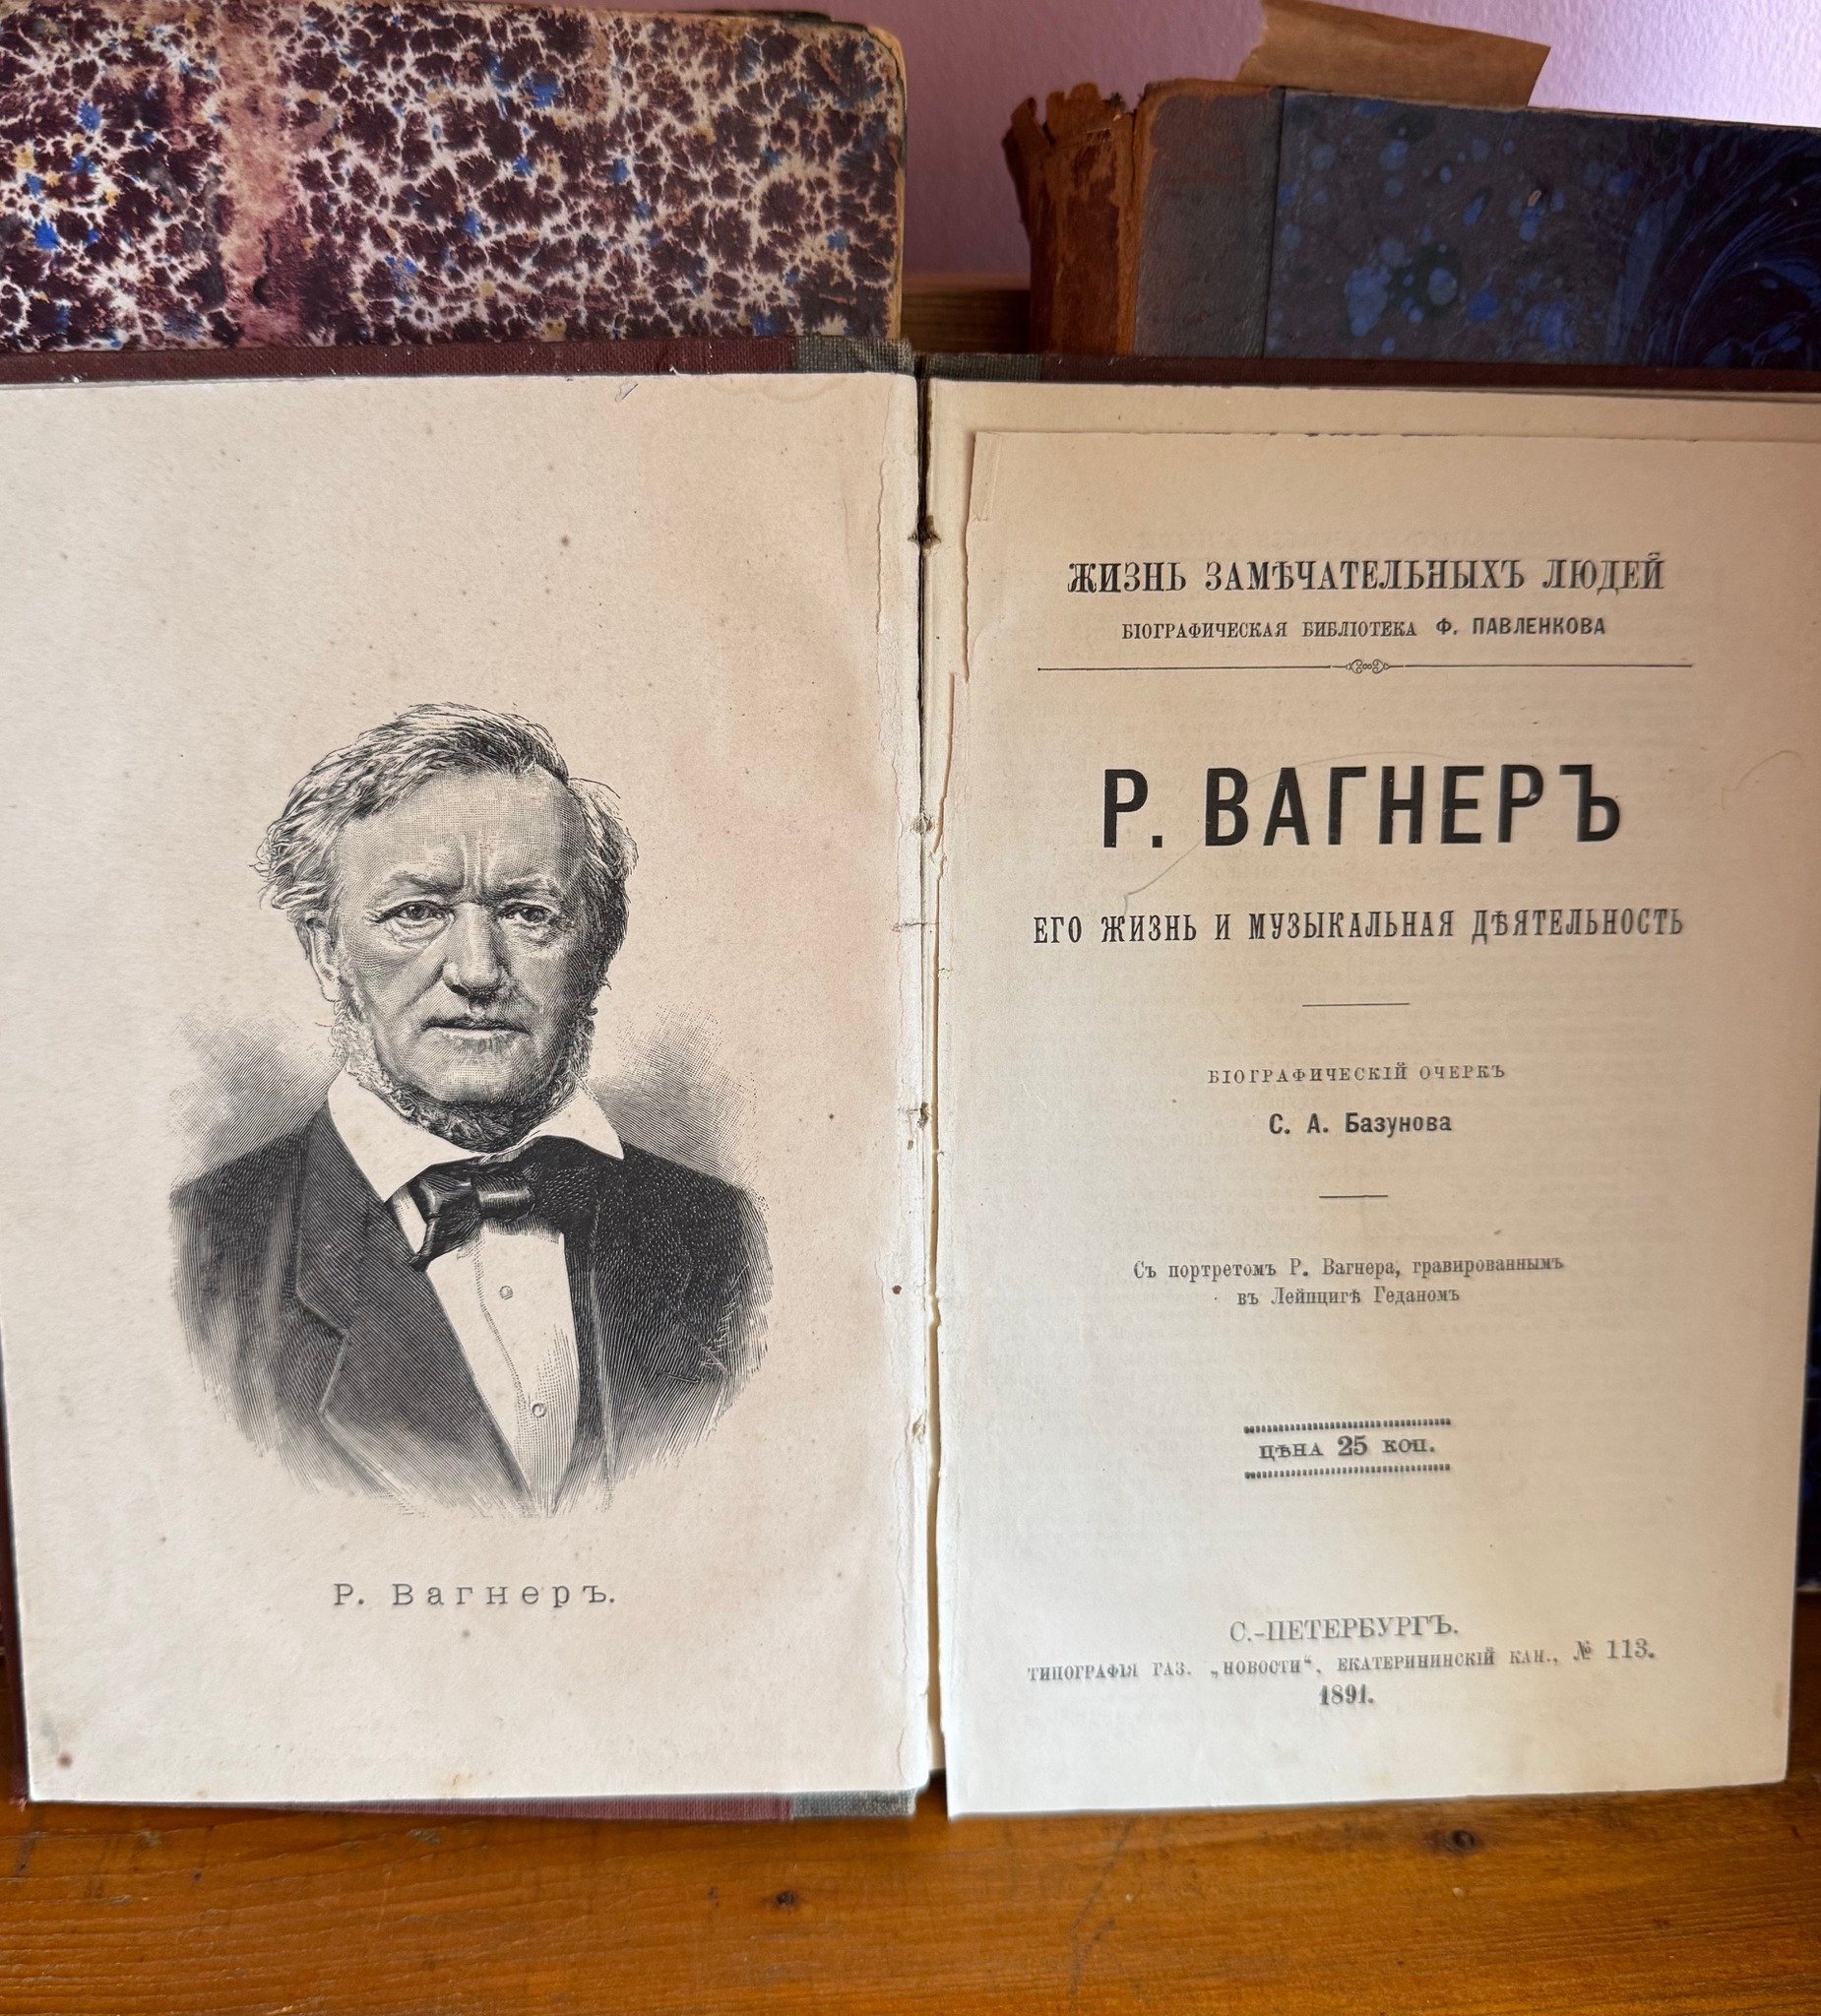 Р. Вагнеръ.
ЖИЗНЬ ЗАМѢЧАТЕЛЬНЫХЪ ЛЮДЕЙ
БІОГРАФИЧЕСКАЯ БИБЛІОТЕКА Ф. ПАВЛЕНКОВА
Р. ВАГНЕРЪ
ЕГО ЖИЗНЬ И МУЗЫКАЛЬНАЯ ДѢЯТЕЛЬНОСТЬ
БІОГРАФИЧЕСКІЙ ОЧЕРКЪ
С. А. Базунова
Съ портретомъ Р. Вагнера, гравированнымъ
въ Лейпцигѣ Геданомъ
ЦѢНА 25 КОП.
С.-ПЕТЕРБУРГЪ.
ТИПОГРАФІЯ ГАЗ. „НОВОСТИ“, ЕКАТЕРИНИНСКІЙ КАН., № 113.
1891.